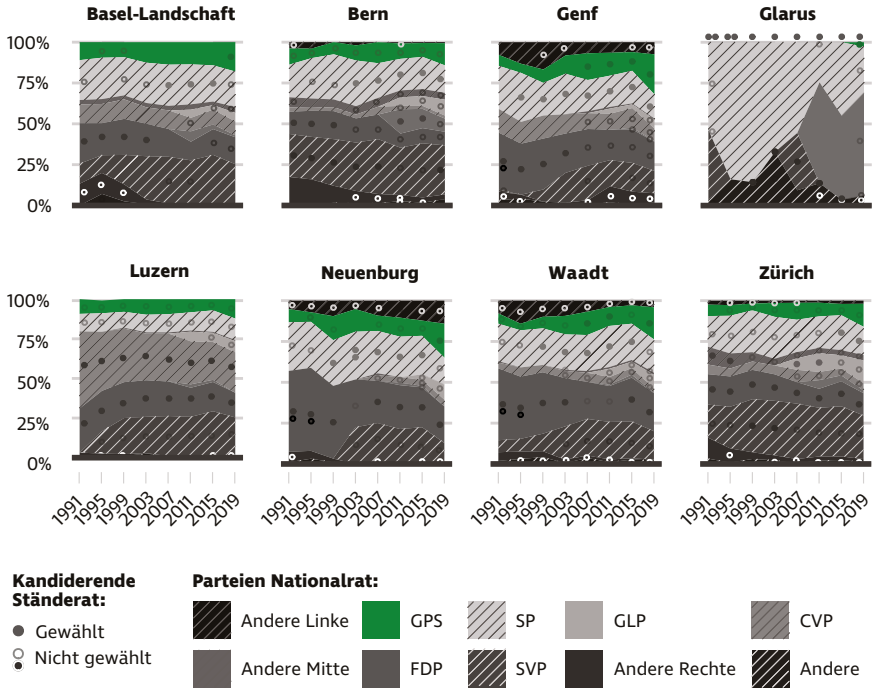 Basel-Landschaft Bern Genf Glarus
100%
75%
50%
25%
0%
Luzern Neuenburg Waadt Zürich
100%
75%
50%
25%
0%
1991 1995 1999 2003 2007 2011 2015 2019 1991 1995 1999 2003 2007 2011 2015 2019 1991 1995 1999 2003 2007 2011 2015 2019 1991 1995 1999 2003 2007 2011 2015 2019
Kandiderende
Ständerat:
Gewählt
Nicht gewählt
Parteien Nationalrat:
Andere Linke GPS SP GLP CVP
Andere Mitte FDP SVP Andere Rechte Andere